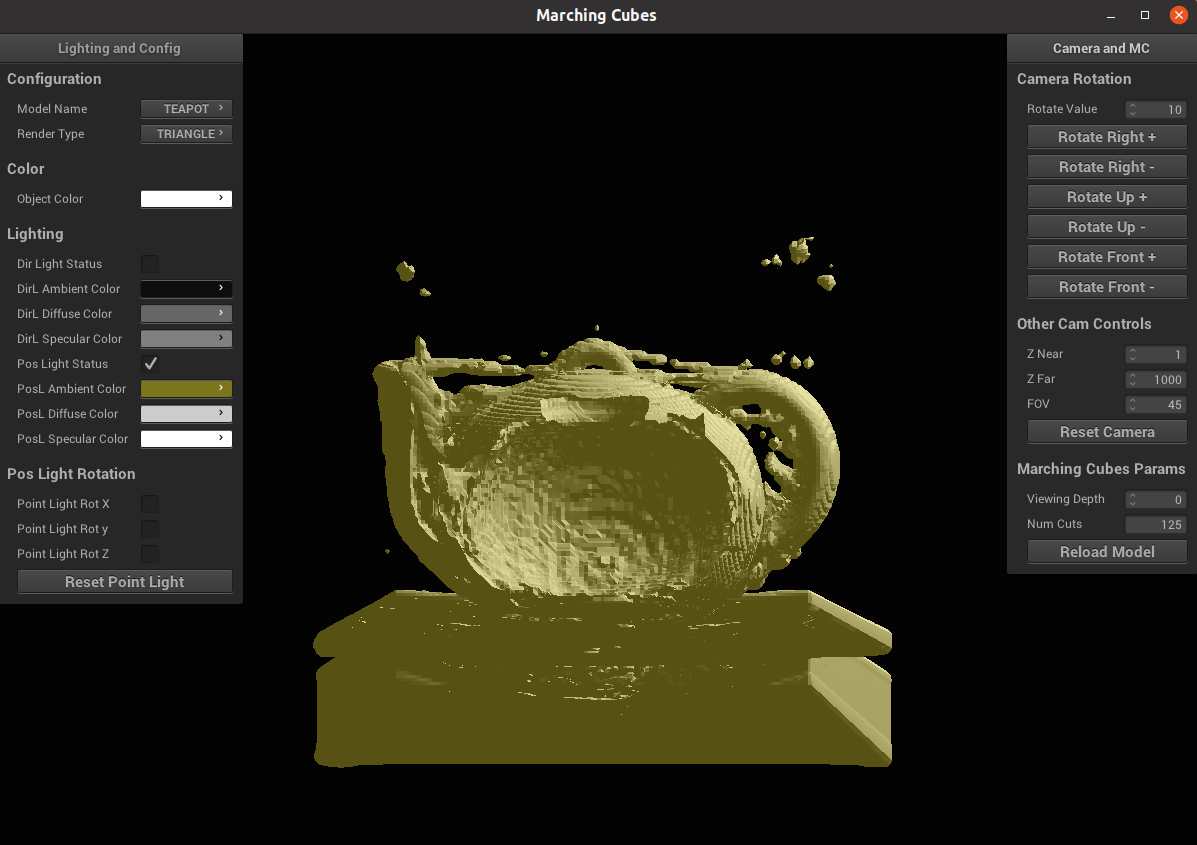 Marching Cubes
Lighting and Config
Configuration
Model Name TEAPOT
Render Type TRIANGLE
Color
Object Color
Lighting
Dir Light Status
DirL Ambient Color
DirL Diffuse Color
DirL Specular Color
Pos Light Status
PosL Ambient Color
PosL Diffuse Color
PosL Specular Color
Pos Light Rotation
Point Light Rot X
Point Light Rot y
Point Light Rot Z
Reset Point Light
Camera and MC
Camera Rotation
Rotate Value 10
Rotate Right +
Rotate Right -
Rotate Up +
Rotate Up -
Rotate Front +
Rotate Front -
Other Cam Controls
Z Near 1
Z Far 1000
FOV 45
Reset Camera
Marching Cubes Params
Viewing Depth 0
Num Cuts 125
Reload Model